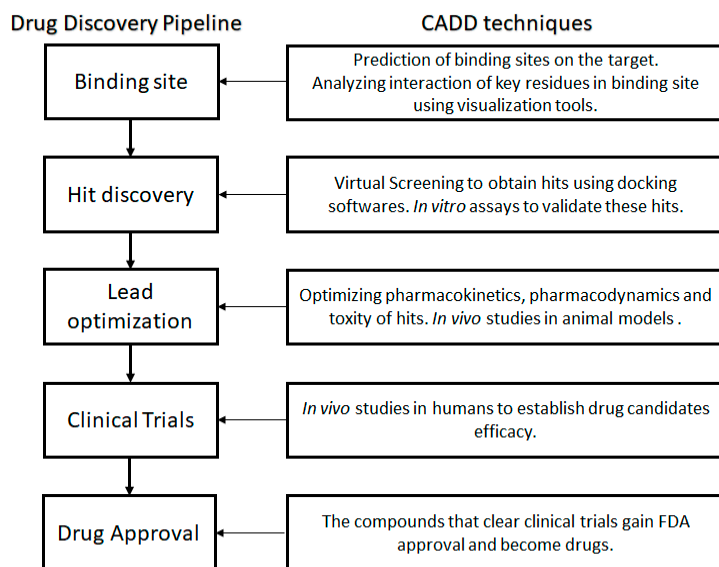 Drug Discovery Pipeline
CADD techniques
Binding site
Prediction of binding sites on the target.
Analyzing interaction of key residues in binding site
using visualization tools.
Hit discovery
Virtual Screening to obtain hits using docking
softwares. In vitro assays to validate these hits.
Lead
optimization
Optimizing pharmacokinetics, pharmacodynamics and
toxity of hits. In vivo studies in animal models .
Clinical Trials
In vivo studies in humans to establish drug candidates
efficacy.
Drug Approval
The compounds that clear clinical trials gain FDA
approval and become drugs.